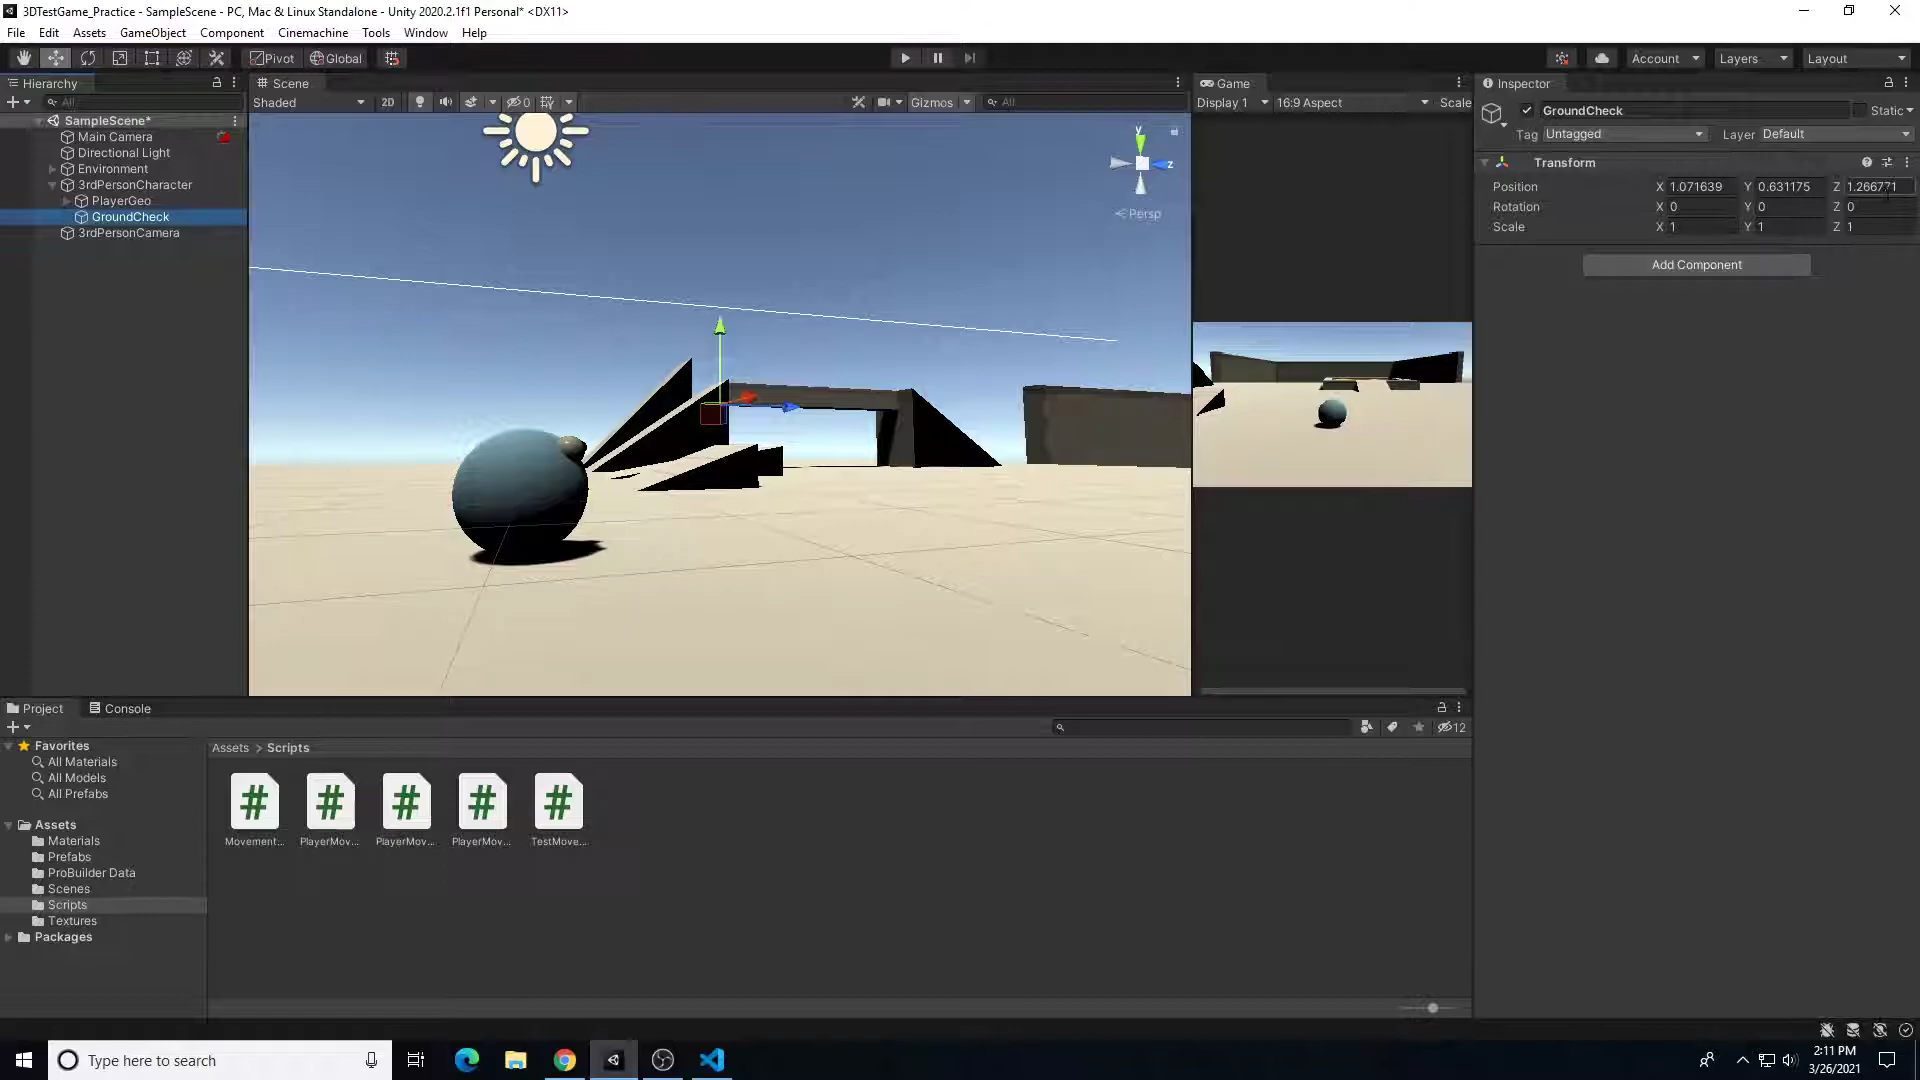 3DTestGame_Practice - SampleScene - PC, Mac & Linux Standalone - Unity 2020.2.1f1 Personal* <DX11>
File Edit Assets GameObject Component Cinemachine Tools Window Help
Pivot Global Account Layers Layout
Hierarchy
All
SampleScene*
Main Camera
Directional Light
Environment
3rdPersonCharacter
PlayerGeo
GroundCheck
3rdPersonCamera
Scene
Shaded 2D 0 Gizmos All
y
z
Persp
Game
Display 1 16:9 Aspect Scale
Inspector
GroundCheck Static
Tag Untagged Layer Default
Transform
Position X 1.071639 Y 0.631175 Z 1.266771
Rotation X 0 Y 0 Z 0
Scale X 1 Y 1 Z 1
Add Component
Project Console
12
Favorites
All Materials
All Models
All Prefabs
Assets
Materials
Prefabs
ProBuilder Data
Scenes
Scripts
Textures
Packages
Assets > Scripts
# # # # #
Movement... PlayerMov... PlayerMov... PlayerMov... TestMove...
Type here to search
2:11 PM
3/26/2021